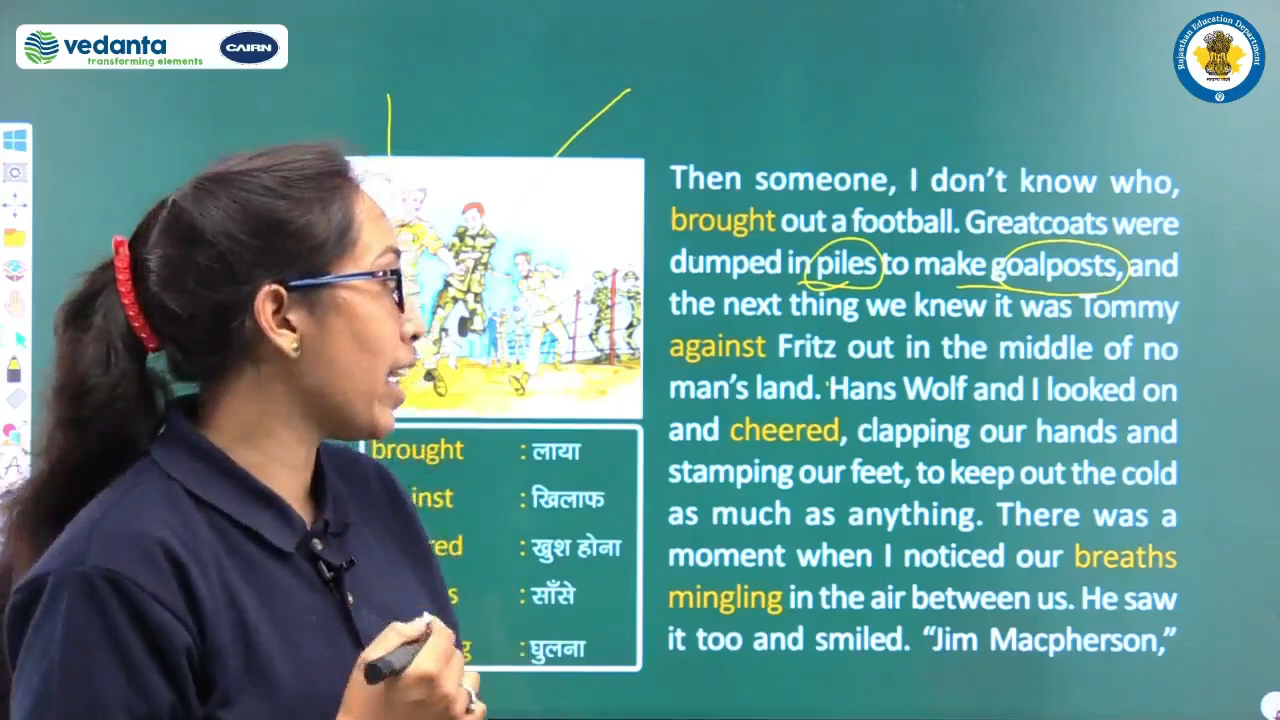 vedanta
transforming elements
CAIRN
Rajasthan Education Department
Then someone, I don’t know who,
brought out a football. Greatcoats were
dumped in piles to make goalposts, and
the next thing we knew it was Tommy
against Fritz out in the middle of no
man’s land. Hans Wolf and I looked on
and cheered, clapping our hands and
stamping our feet, to keep out the cold
as much as anything. There was a
moment when I noticed our breaths
mingling in the air between us. He saw
it too and smiled. “Jim Macpherson,”
brought : लाया
inst : खिलाफ
red : खुश होना
s : साँसे
g : घुलना